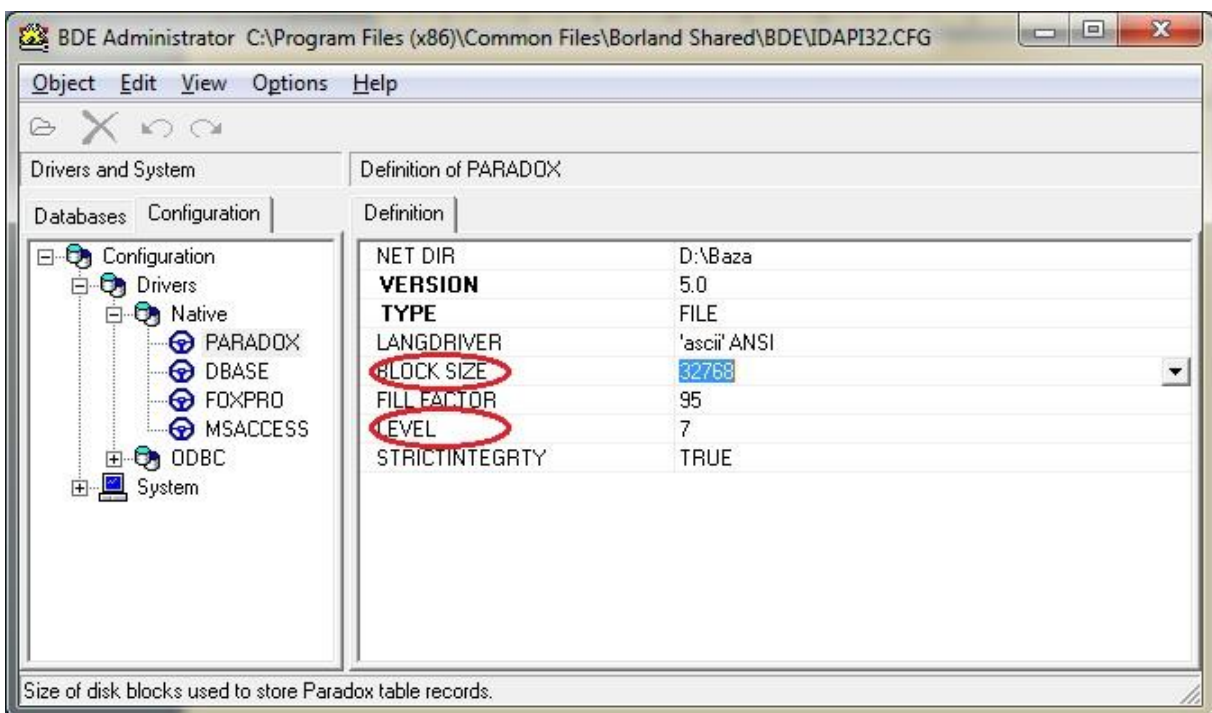 BDE Administrator C:\Program Files (x86)\Common Files\Borland Shared\BDE\IDAPI32.CFG
Object Edit View Options Help
Drivers and System
Definition of PARADOX
Databases Configuration
Definition
Configuration
Drivers
Native
PARADOX
DBASE
FOXPRO
MSACCESS
ODBC
System
NET DIR D:\Baza
VERSION 5.0
TYPE FILE
LANGDRIVER 'ascii' ANSI
BLOCK SIZE 32768
FILL FACTOR 95
LEVEL 7
STRICTINTEGRTY TRUE
Size of disk blocks used to store Paradox table records.